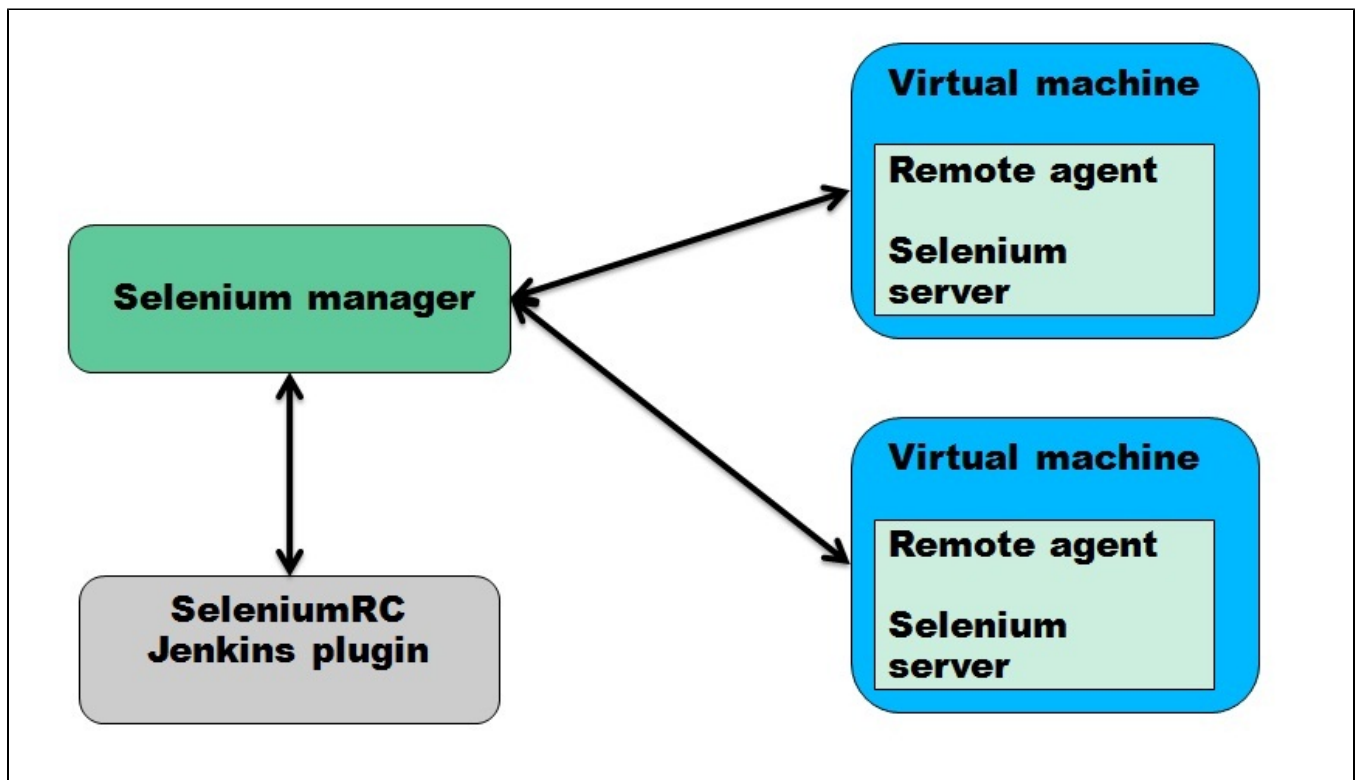 Selenium manager
SeleniumRC
Jenkins plugin
Virtual machine
Remote agent
Selenium
server
Virtual machine
Remote agent
Selenium
server